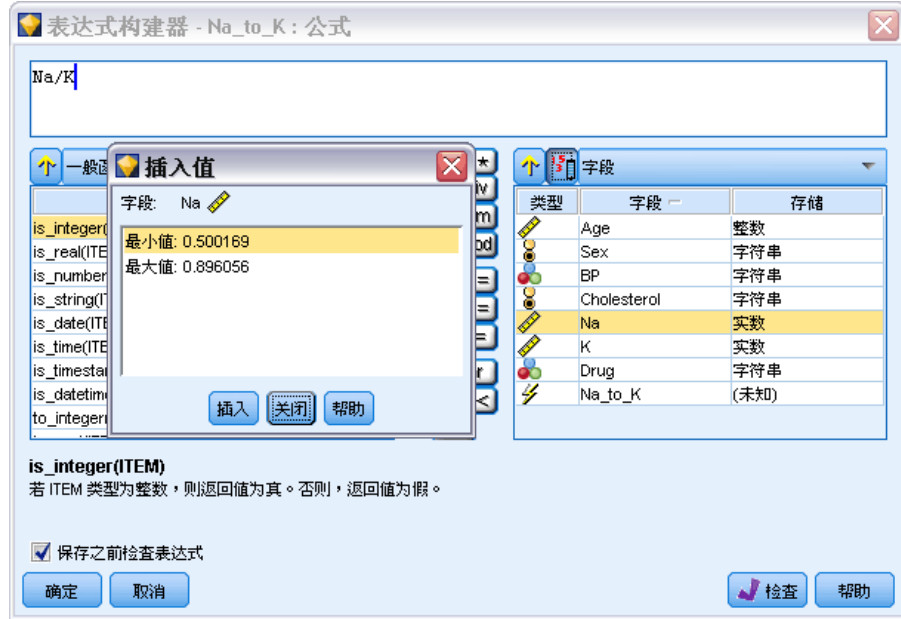 表达式构建器 - Na_to_K : 公式
Na/K
一般函
插入值
字段: Na
最小值: 0.500169
最大值: 0.896056
插入 关闭 帮助
is_integer(
is_real(ITE
is_number
is_string(I
is_date(ITE
is_time(ITE
is_timestar
is_datetime
to_integer(
*
=
=
=
<
字段
类型 字段 存储
Age 整数
Sex 字符串
BP 字符串
Cholesterol 字符串
Na 实数
K 实数
Drug 字符串
Na_to_K (未知)
is_integer(ITEM)
若 ITEM 类型为整数，则返回值为真。否则，返回值为假。
保存之前检查表达式
确定 取消 检查 帮助